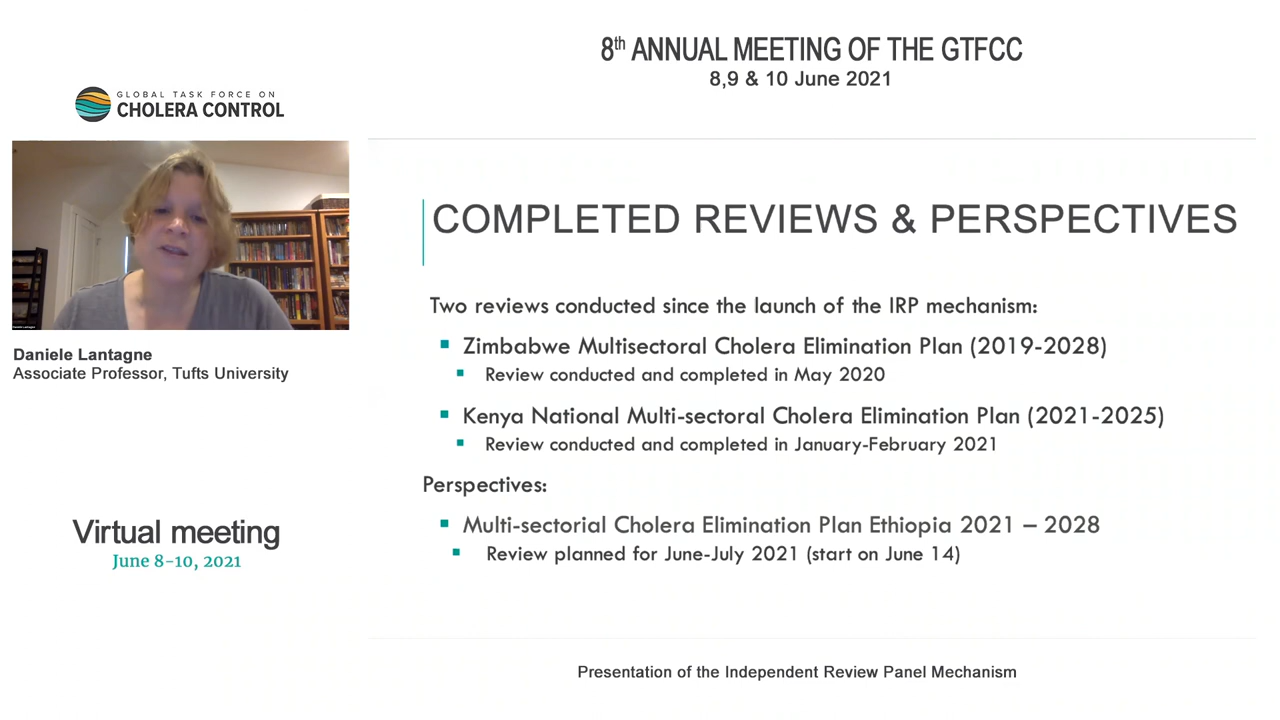 8th ANNUAL MEETING OF THE GTFCC
8,9 & 10 June 2021
GLOBAL TASK FORCE ON
CHOLERA CONTROL
Daniele Lantagne
Daniele Lantagne
Associate Professor, Tufts University
Virtual meeting
June 8-10, 2021
COMPLETED REVIEWS & PERSPECTIVES
Two reviews conducted since the launch of the IRP mechanism:
▪ Zimbabwe Multisectoral Cholera Elimination Plan (2019-2028)
▪ Review conducted and completed in May 2020
▪ Kenya National Multi-sectoral Cholera Elimination Plan (2021-2025)
▪ Review conducted and completed in January-February 2021
Perspectives:
▪ Multi-sectorial Cholera Elimination Plan Ethiopia 2021 – 2028
▪ Review planned for June-July 2021 (start on June 14)
Presentation of the Independent Review Panel Mechanism